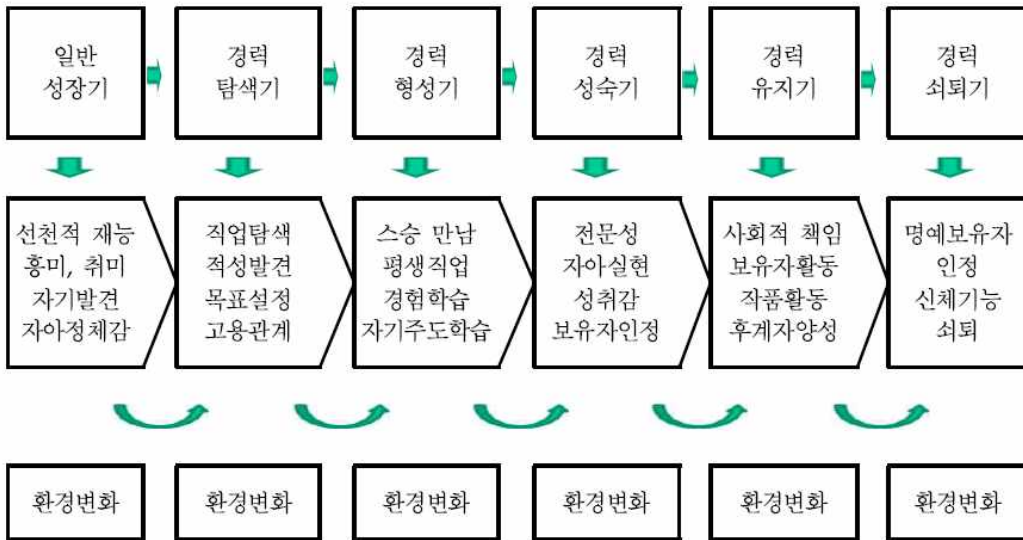 일반
성장기
경력
탐색기
경력
형성기
경력
성숙기
경력
유지기
경력
쇠퇴기
선천적 재능
흥미, 취미
자기발견
자아정체감
직업탐색
적성발견
목표설정
고용관계
스승 만남
평생직업
경험학습
자기주도학습
전문성
자아실현
성취감
보유자인정
사회적 책임
보유자활동
작품활동
후계자양성
명예보유자
인정
신체기능
쇠퇴
환경변화
환경변화
환경변화
환경변화
환경변화
환경변화